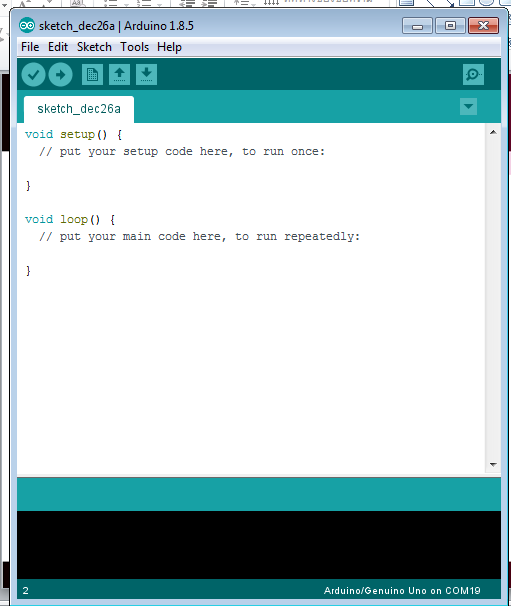 sketch_dec26a | Arduino 1.8.5
File Edit Sketch Tools Help
sketch_dec26a
void setup() {
  // put your setup code here, to run once:
}
void loop() {
  // put your main code here, to run repeatedly:
}
2 Arduino/Genuino Uno on COM19